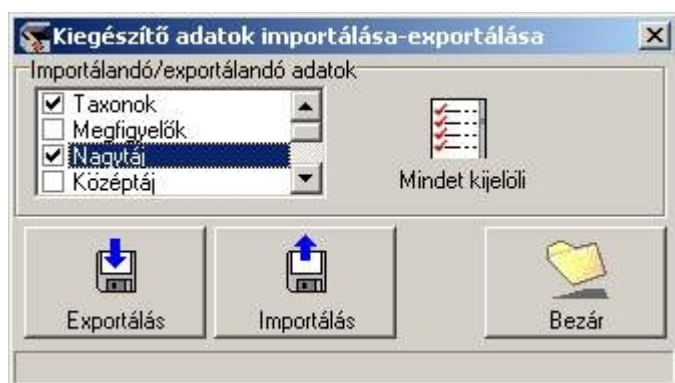 Kiegészítő adatok importálása-exportálása
Importálandó/exportálandó adatok
Taxonok
Megfigyelők
Nagytáj
Középtáj
Mindet kijelöli
Exportálás
Importálás
Bezár